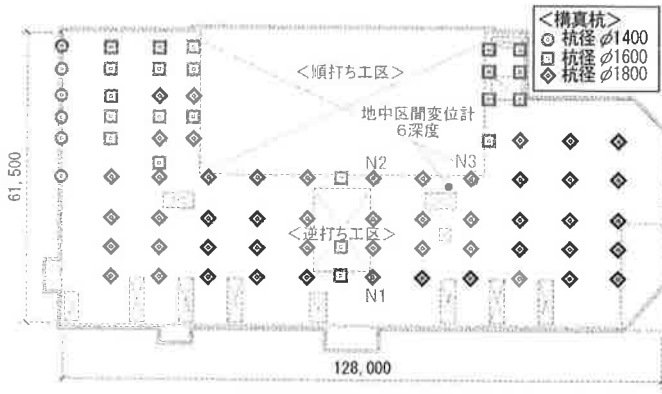 <構真杭>
杭径 ϕ1400
杭径 ϕ1600
杭径 ϕ1800
<順打ち工区>
地中区間変位計
6深度
N2
N3
61,500
<逆打ち工区>
N1
128,000